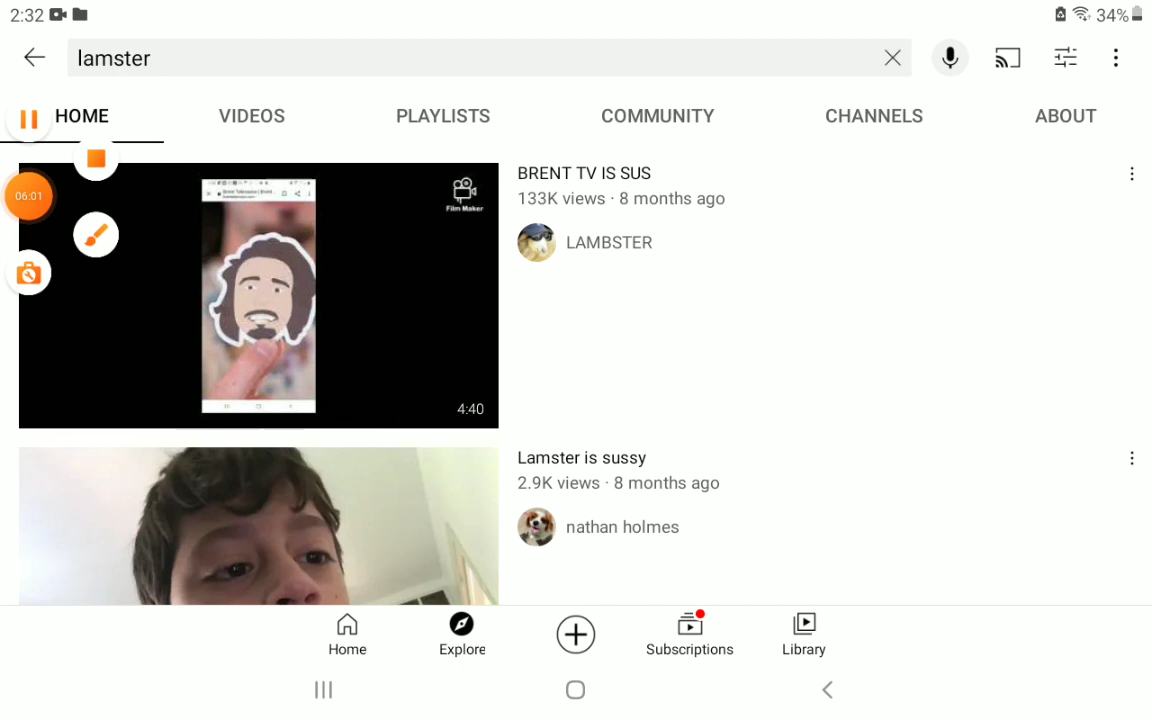 2:32
34%
lamster
HOME
VIDEOS
PLAYLISTS
COMMUNITY
CHANNELS
ABOUT
06:01
Film Maker
4:40
BRENT TV IS SUS
133K views · 8 months ago
LAMBSTER
Lamster is sussy
2.9K views · 8 months ago
nathan holmes
Home
Explore
Subscriptions
Library